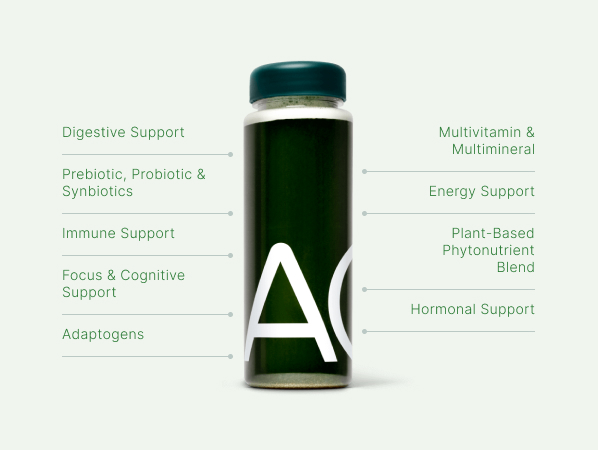 Digestive Support
Prebiotic, Probiotic &
Synbiotics
Immune Support
Focus & Cognitive
Support
Adaptogens
AG
Multivitamin &
Multimineral
Energy Support
Plant-Based
Phytonutrient
Blend
Hormonal Support